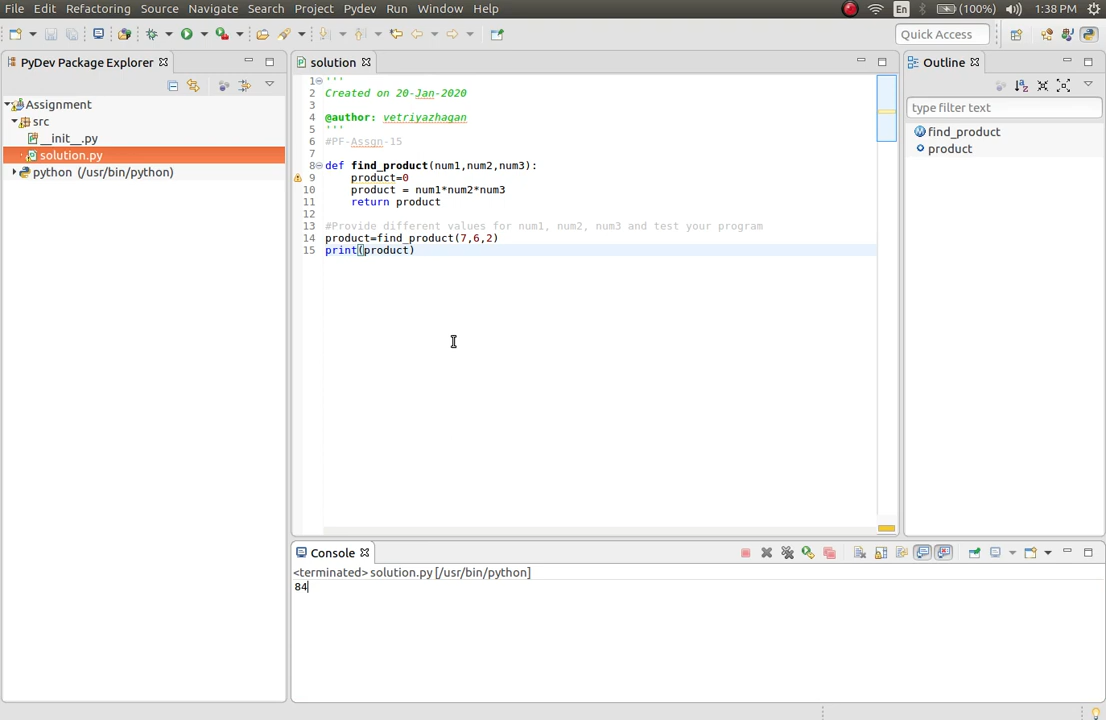 File Edit Refactoring Source Navigate Search Project Pydev Run Window Help En (100%) 1:38 PM
Quick Access
PyDev Package Explorer
solution
Outline
Assignment
src
__init__.py
solution.py
python (/usr/bin/python)
1 '''
2 Created on 20-Jan-2020
3
4 @author: vetriyazhagan
5 '''
6 #PF-Assgn-15
7
8 def find_product(num1,num2,num3):
9 product=0
10 product = num1*num2*num3
11 return product
12
13 #Provide different values for num1, num2, num3 and test your program
14 product=find_product(7,6,2)
15 print(product)
type filter text
find_product
product
Console
<terminated> solution.py [/usr/bin/python]
84